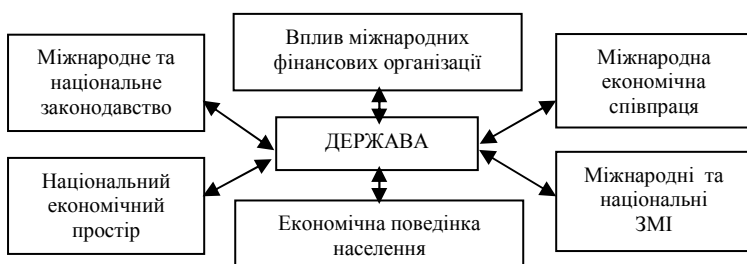 Міжнародне та
національне
законодавство
Вплив міжнародних
фінансових організації
Міжнародна
економічна
співпраця
ДЕРЖАВА
Національний
економічний
простір
Економічна поведінка
населення
Міжнародні та
національні
ЗМІ